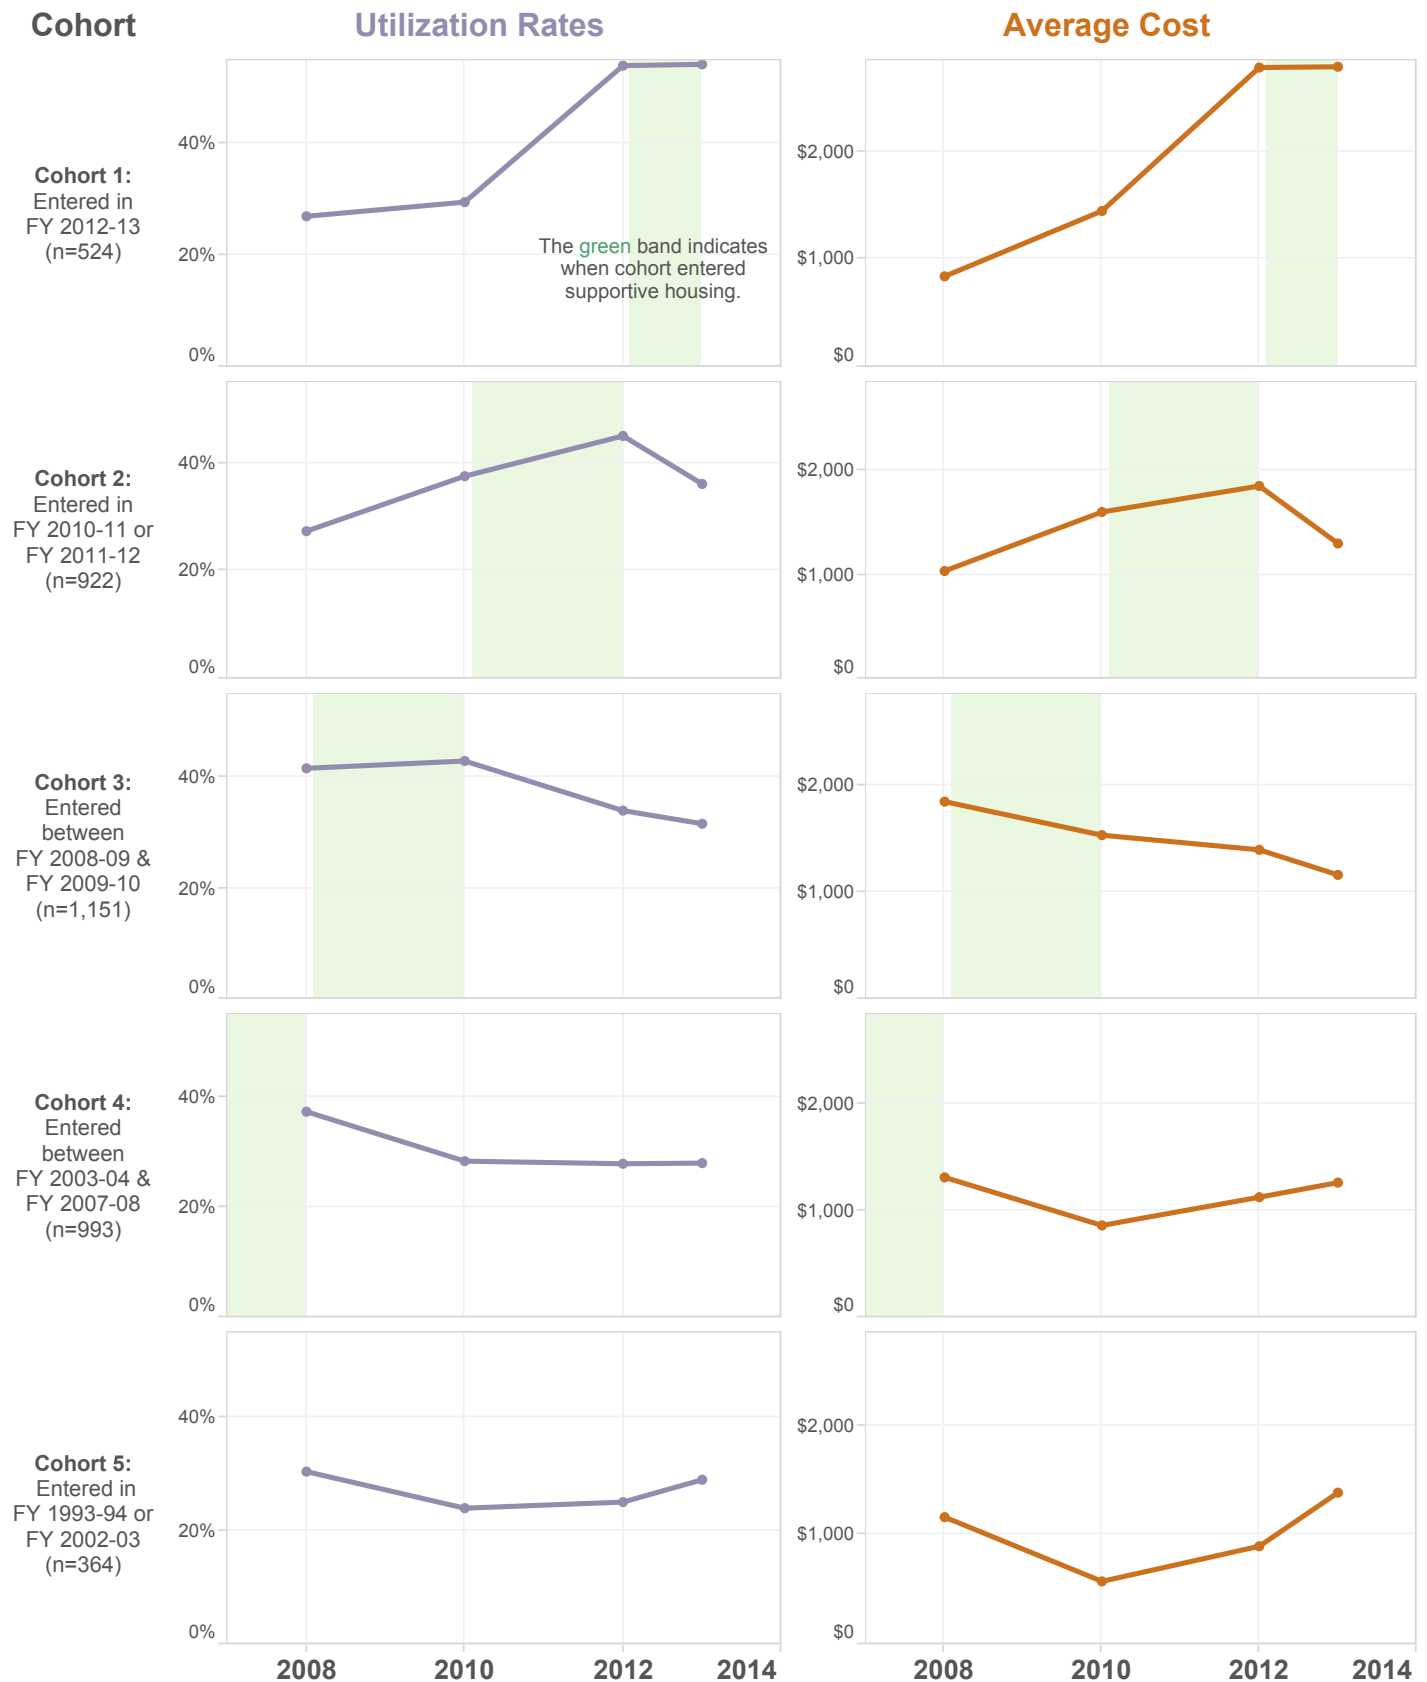 Cohort
Utilization Rates
Average Cost
Cohort 1:
Entered in
FY 2012-13
(n=524)
40%
20%
0%
The green band indicates
when cohort entered
supportive housing.
$2,000
$1,000
$0
Cohort 2:
Entered in
FY 2010-11 or
FY 2011-12
(n=922)
40%
20%
0%
$2,000
$1,000
$0
Cohort 3:
Entered
between
FY 2008-09 &
FY 2009-10
(n=1,151)
40%
20%
0%
$2,000
$1,000
$0
Cohort 4:
Entered
between
FY 2003-04 &
FY 2007-08
(n=993)
40%
20%
0%
$2,000
$1,000
$0
Cohort 5:
Entered in
FY 1993-94 or
FY 2002-03
(n=364)
40%
20%
0%
$2,000
$1,000
$0
2008 2010 2012 2014
2008 2010 2012 2014